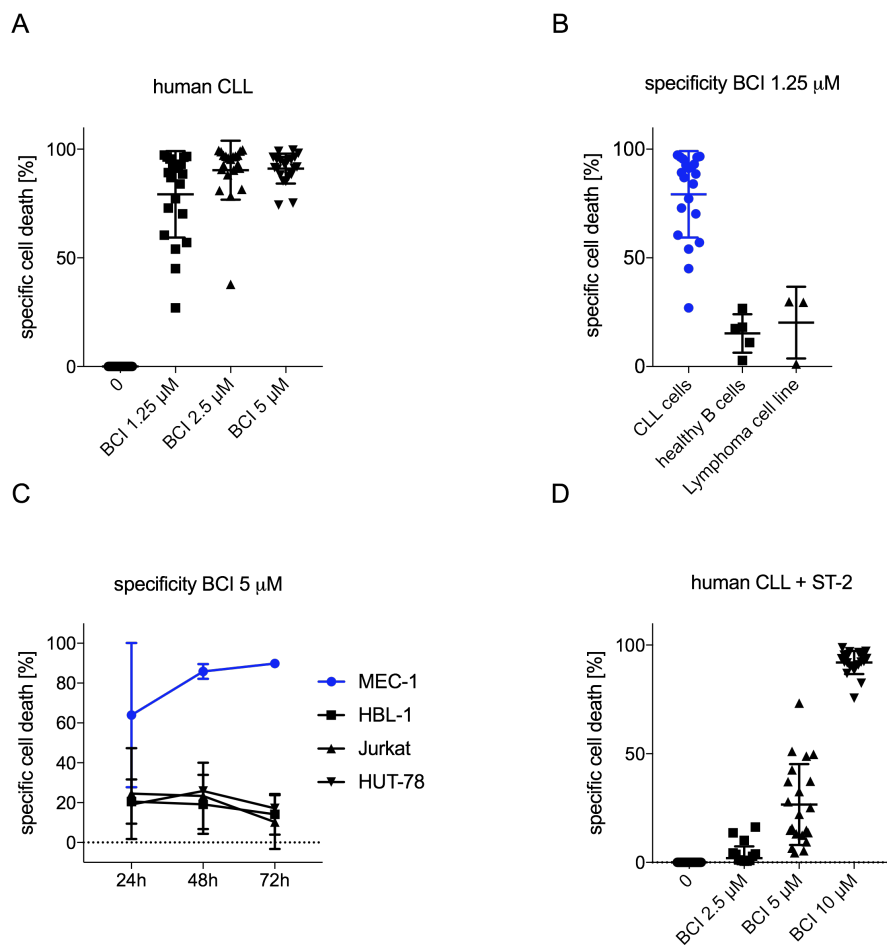 A
human CLL
specific cell death [%]
100
50
0
0
BCI 1.25 µM
BCI 2.5 µM
BCI 5 µM
B
specificity BCI 1.25 µM
specific cell death [%]
100
50
0
CLL cells
healthy B cells
Lymphoma cell line
C
specificity BCI 5 µM
specific cell death [%]
100
80
60
40
20
0
24h
48h
72h
MEC-1
HBL-1
Jurkat
HUT-78
D
human CLL + ST-2
specific cell death [%]
100
50
0
0
BCI 2.5 µM
BCI 5 µM
BCI 10 µM